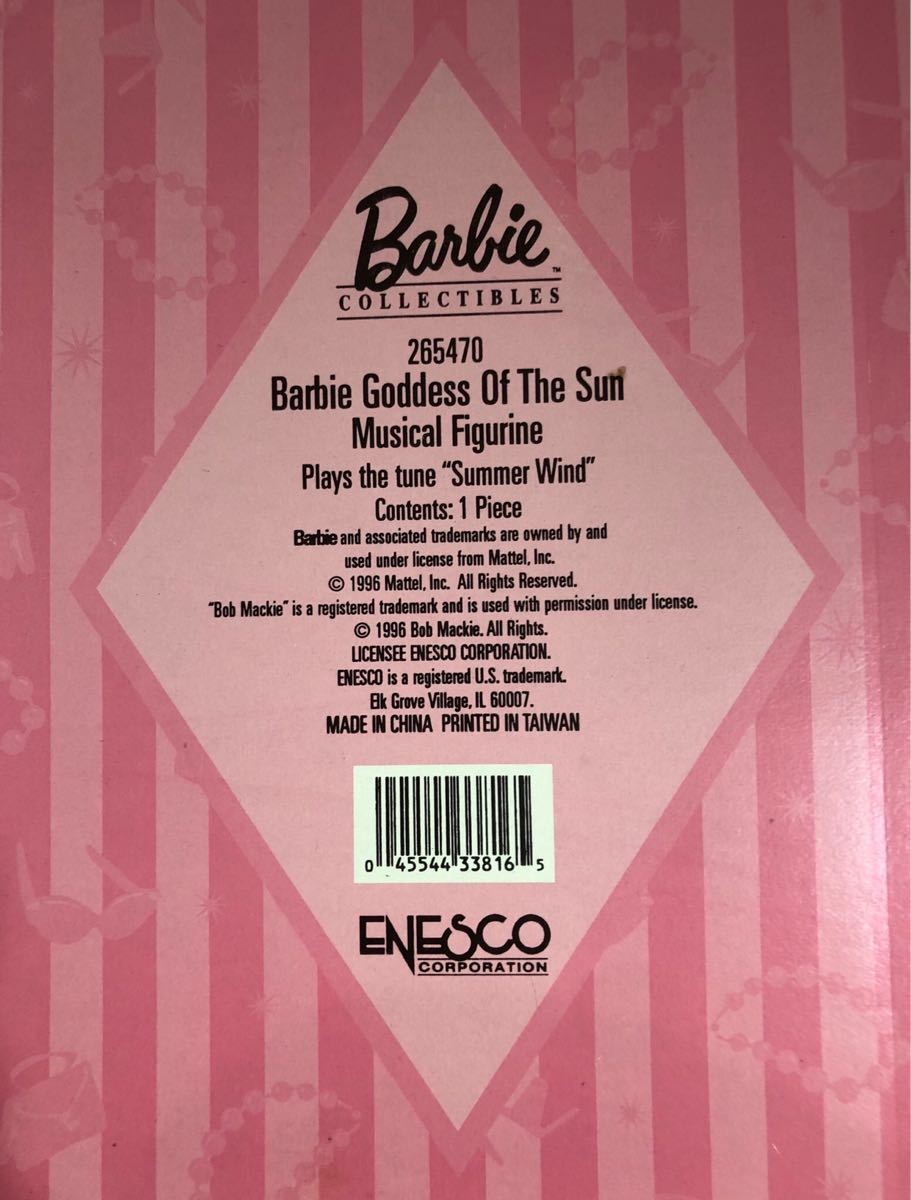 Barbie™
COLLECTIBLES
265470
Barbie Goddess Of The Sun
Musical Figurine
Plays the tune “Summer Wind”
Contents: 1 Piece
Barbie and associated trademarks are owned by and
used under license from Mattel, Inc.
© 1996 Mattel, Inc. All Rights Reserved.
“Bob Mackie” is a registered trademark and is used with permission under license.
© 1996 Bob Mackie. All Rights.
LICENSEE ENESCO CORPORATION.
ENESCO is a registered U.S. trademark.
Elk Grove Village, IL 60007.
MADE IN CHINA PRINTED IN TAIWAN
0 45544 33816 5
ENESCO
CORPORATION